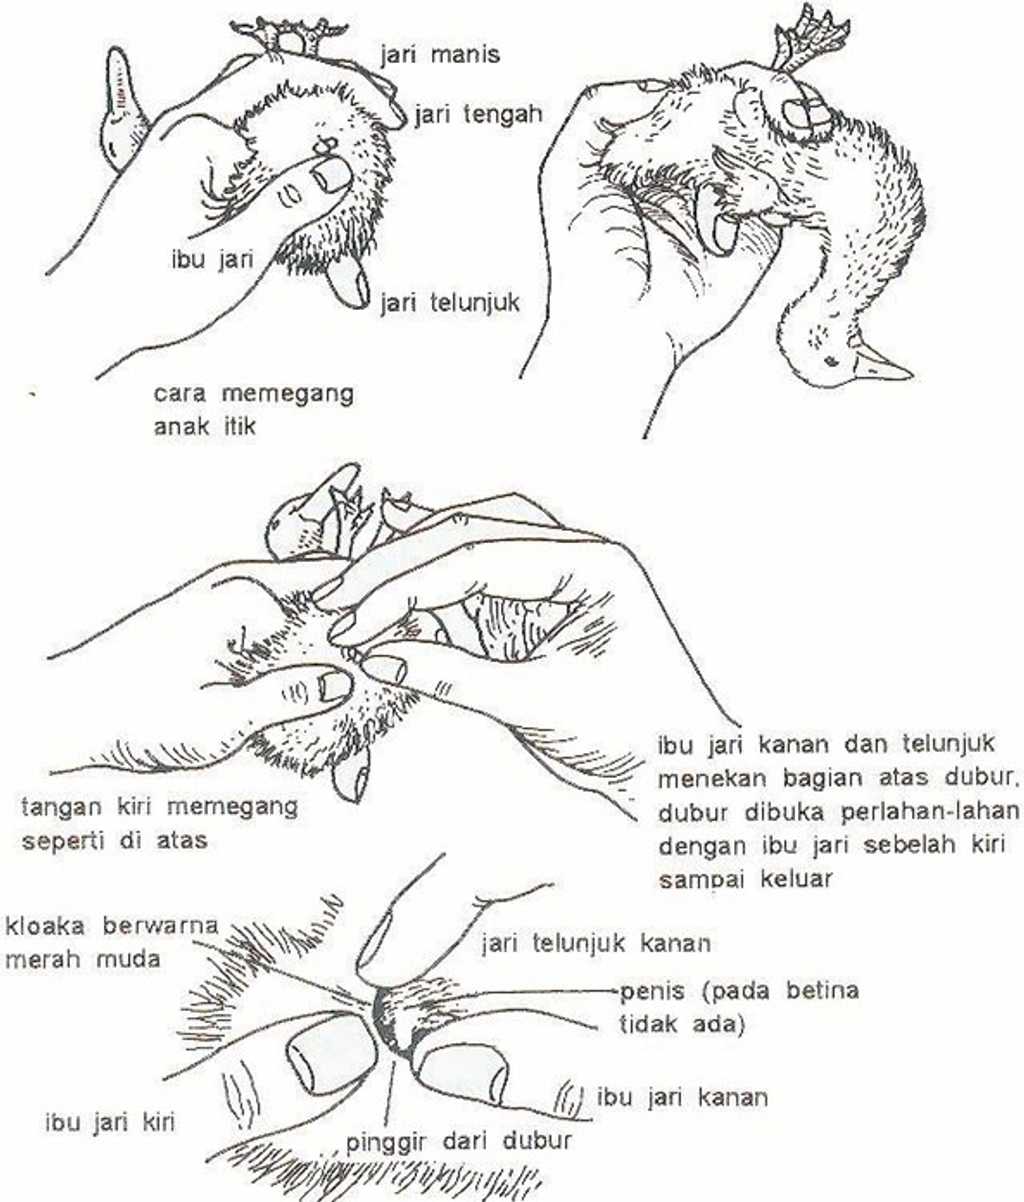 jari manis
jari tengah
ibu jari
jari telunjuk
cara memegang
anak itik
ibu jari kanan dan telunjuk
menekan bagian atas dubur,
dubur dibuka perlahan-lahan
dengan ibu jari sebelah kiri
sampai keluar
tangan kiri memegang
seperti di atas
kloaka berwarna
merah muda
jari telunjuk kanan
penis (pada betina
tidak ada)
ibu jari kanan
ibu jari kiri
pinggir dari dubur